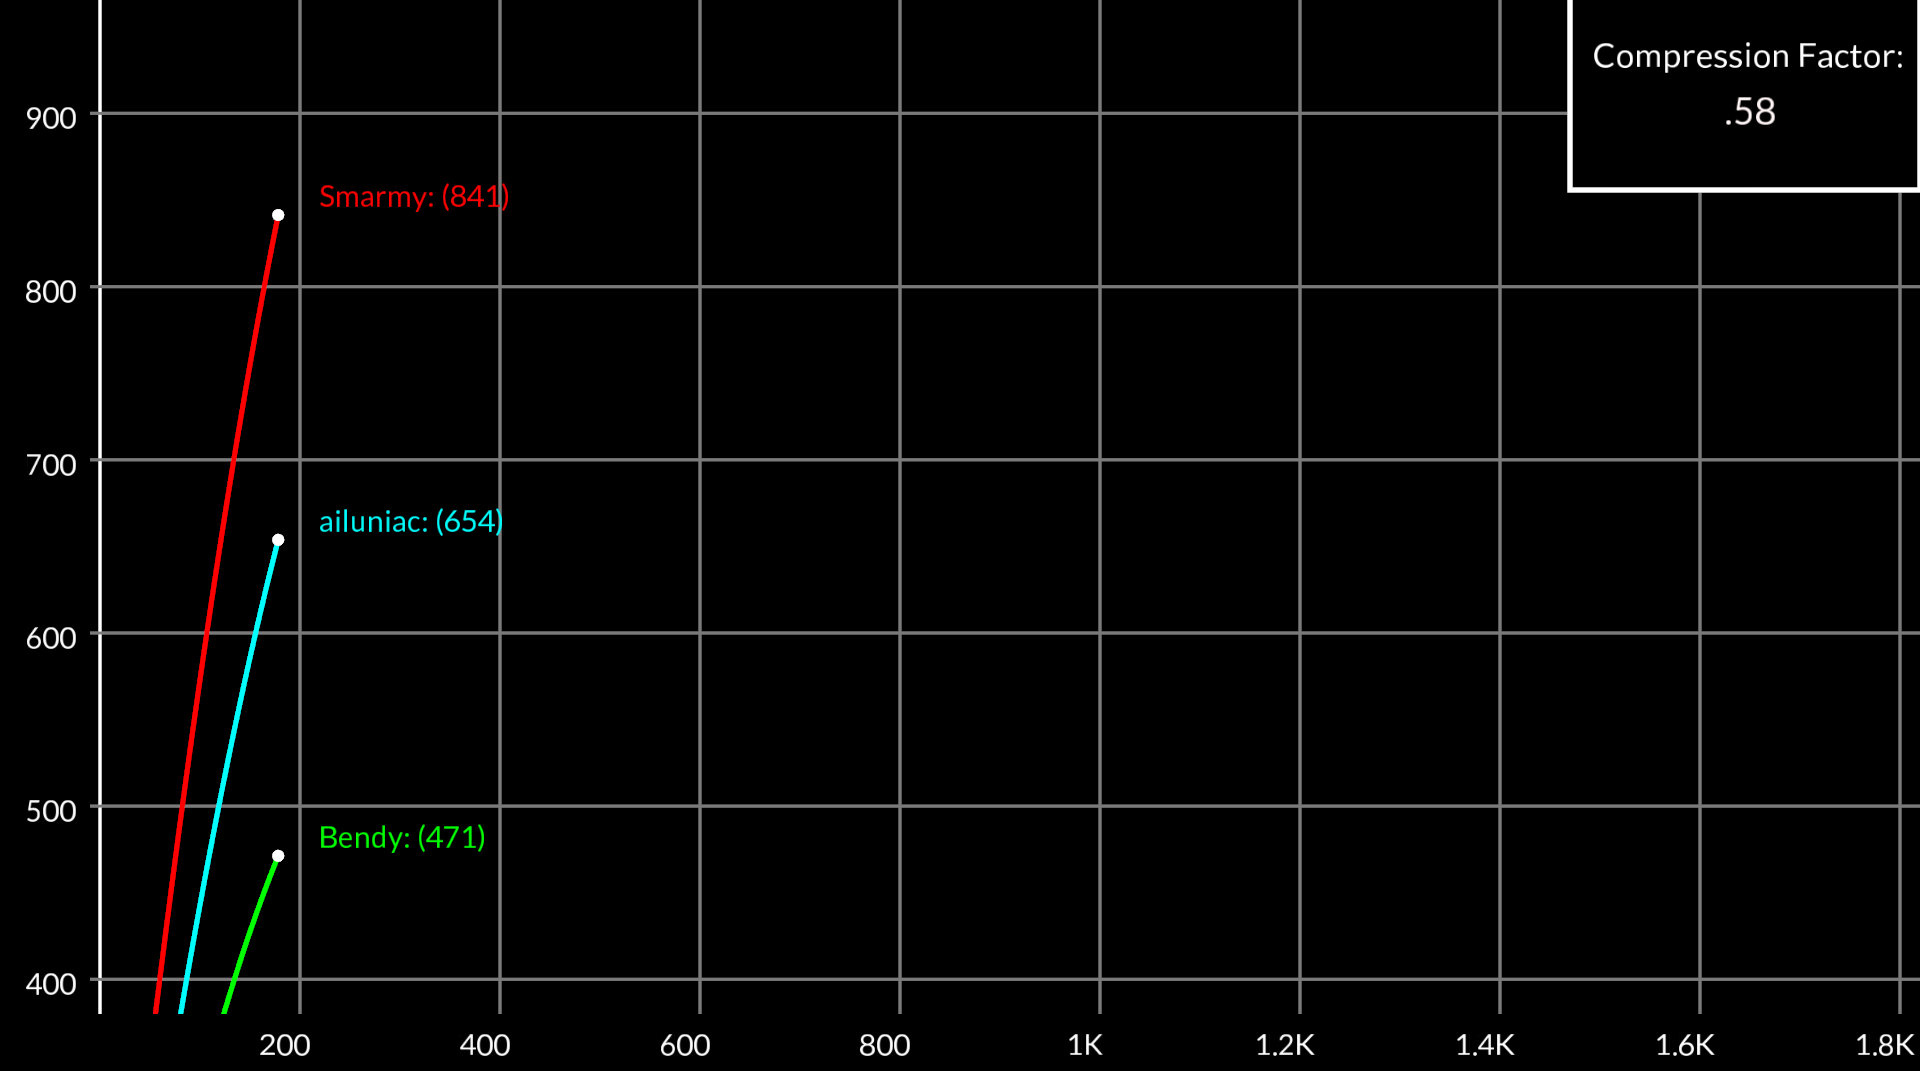 Compression Factor:
.58
900
Smarmy: (841)
800
700
ailuniac: (654)
600
500
Bendy: (471)
400
200 400 600 800 1K 1.2K 1.4K 1.6K 1.8K